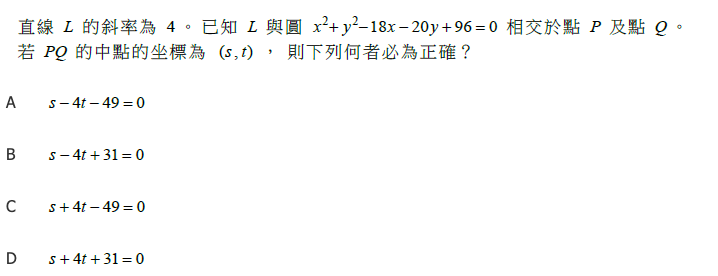 直線 L 的斜率為 4 。 已知 L 與圓 x²+y²–18x–20y+96=0 相交於點 P 及點 Q 。
若 PQ 的中點的坐標為 (s,t) ， 則下列何者必為正確？
A s–4t–49=0
B s–4t+31=0
C s+4t–49=0
D s+4t+31=0